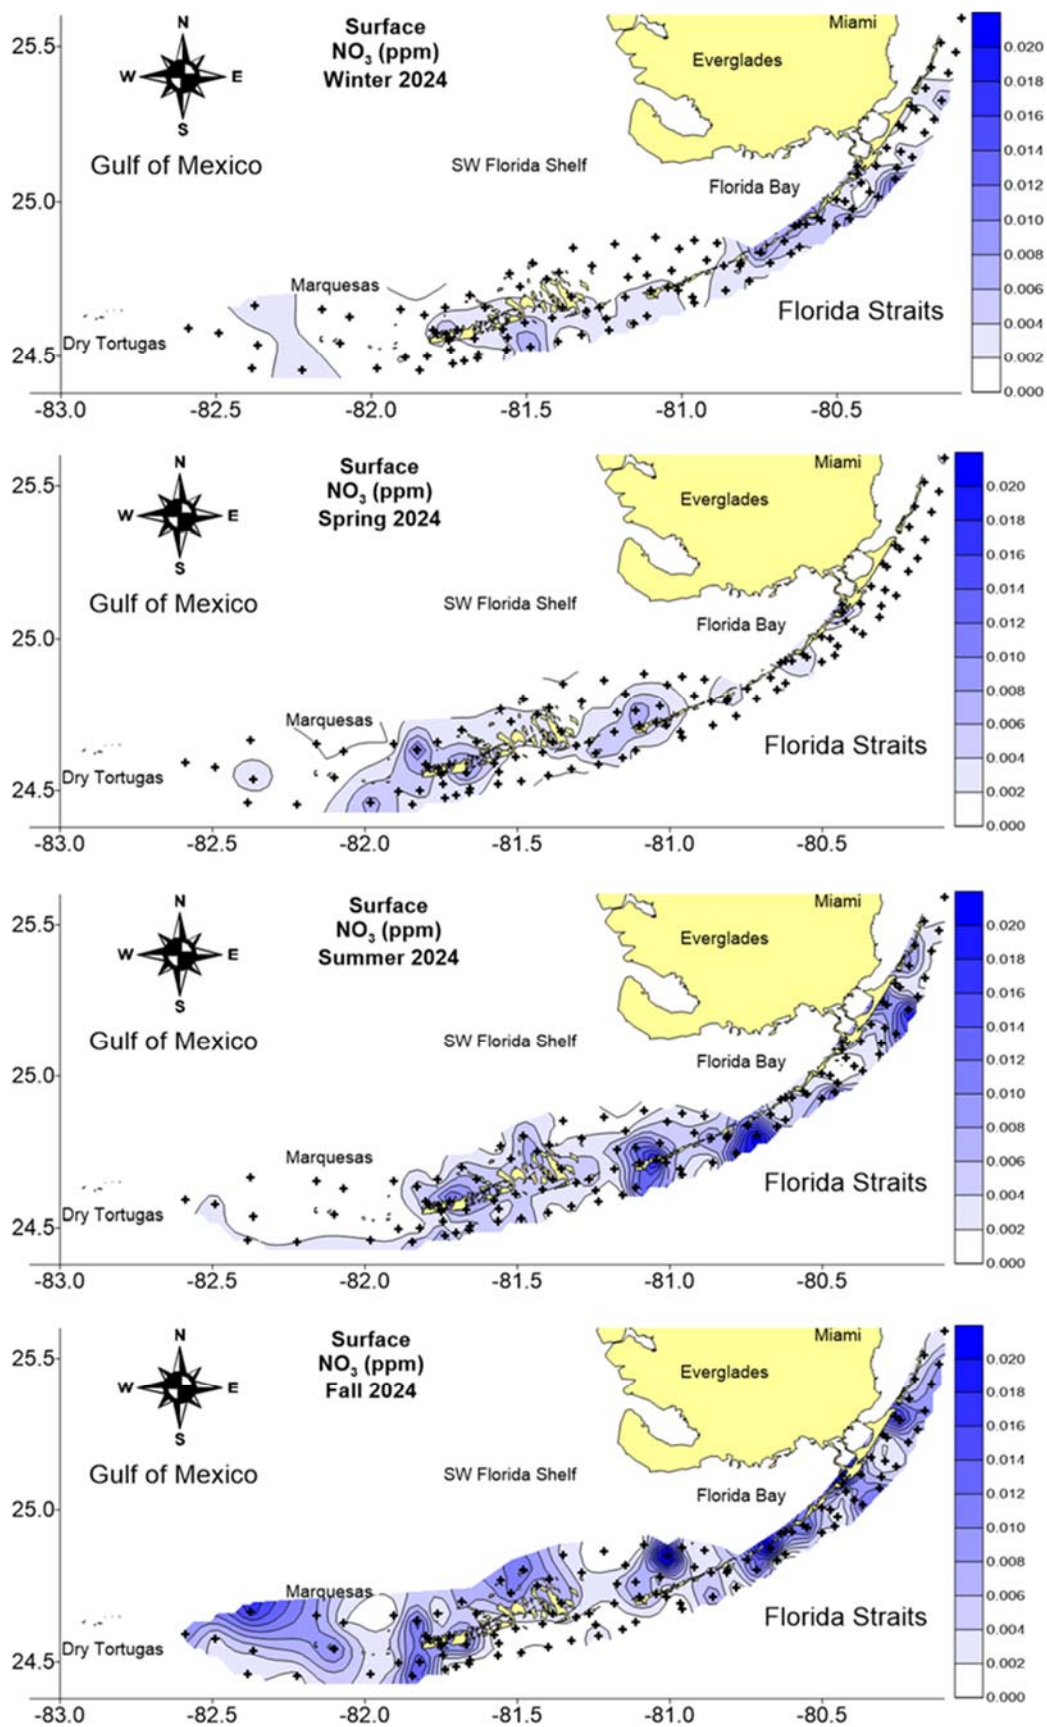 Surface
NO3 (ppm)
Winter 2024
N
W E
S
Gulf of Mexico
SW Florida Shelf
Miami
Everglades
Florida Bay
Marquesas
Dry Tortugas
Florida Straits
25.5
25.0
24.5
-83.0 -82.5 -82.0 -81.5 -81.0 -80.5
0.020
0.018
0.016
0.014
0.012
0.010
0.008
0.006
0.004
0.002
0.000
Surface
NO3 (ppm)
Spring 2024
N
W E
S
Gulf of Mexico
SW Florida Shelf
Miami
Everglades
Florida Bay
Marquesas
Dry Tortugas
Florida Straits
25.5
25.0
24.5
-83.0 -82.5 -82.0 -81.5 -81.0 -80.5
0.020
0.018
0.016
0.014
0.012
0.010
0.008
0.006
0.004
0.002
0.000
Surface
NO3 (ppm)
Summer 2024
N
W E
S
Gulf of Mexico
SW Florida Shelf
Miami
Everglades
Florida Bay
Marquesas
Dry Tortugas
Florida Straits
25.5
25.0
24.5
-83.0 -82.5 -82.0 -81.5 -81.0 -80.5
0.020
0.018
0.016
0.014
0.012
0.010
0.008
0.006
0.004
0.002
0.000
Surface
NO3 (ppm)
Fall 2024
N
W E
S
Gulf of Mexico
SW Florida Shelf
Miami
Everglades
Florida Bay
Marquesas
Dry Tortugas
Florida Straits
25.5
25.0
24.5
-83.0 -82.5 -82.0 -81.5 -81.0 -80.5
0.020
0.018
0.016
0.014
0.012
0.010
0.008
0.006
0.004
0.002
0.000